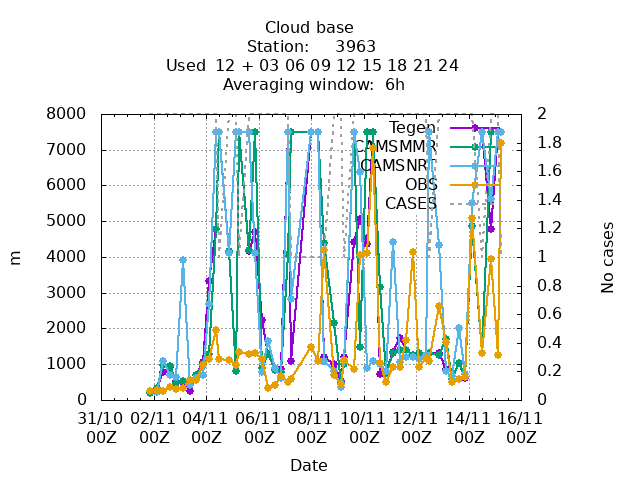 Cloud base
Station: 3963
Used 12 + 03 06 09 12 15 18 21 24
Averaging window: 6h
8000
7000
6000
5000
4000
3000
2000
1000
0
m
2
1.8
1.6
1.4
1.2
1
0.8
0.6
0.4
0.2
0
No cases
Tegen
CAMSMMR
CAMSNRT
OBS
CASES
31/10 02/11 04/11 06/11 08/11 10/11 12/11 14/11 16/11
00Z 00Z 00Z 00Z 00Z 00Z 00Z 00Z 00Z
Date